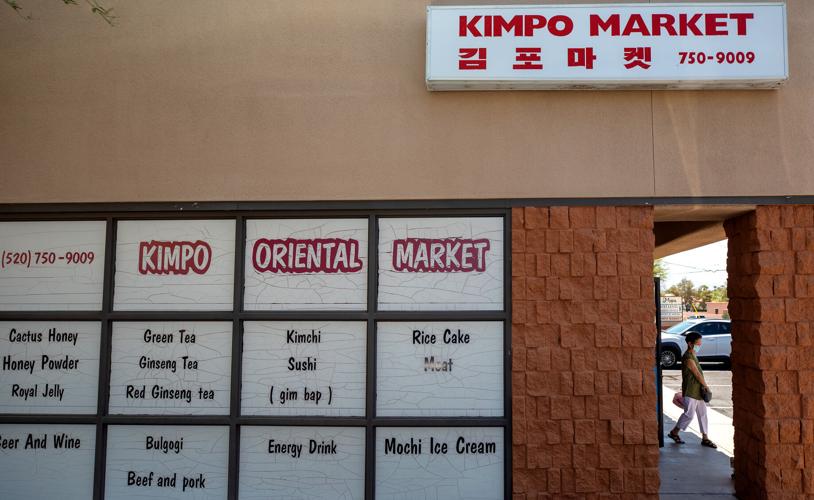 KIMPO MARKET
김포마켓 750-9009
(520) 750-9009
KIMPO
ORIENTAL
MARKET
Cactus Honey
Honey Powder
Royal Jelly
Green Tea
Ginseng Tea
Red Ginseng tea
Kimchi
Sushi
( gim bap )
Rice Cake
Meat
Beer And Wine
Bulgogi
Beef and pork
Energy Drink
Mochi Ice Cream